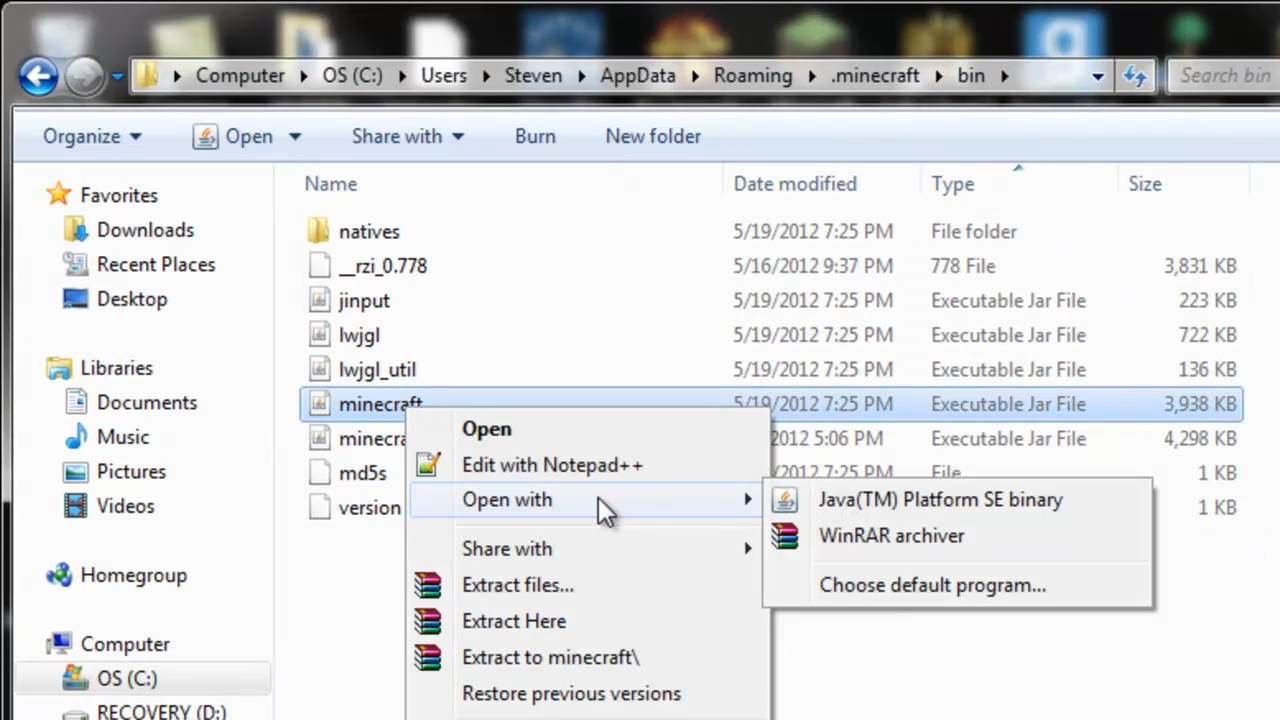 Computer OS (C:) Users Steven AppData Roaming .minecraft bin Search bin
Organize Open Share with Burn New folder
Name Date modified Type Size
Favorites
Downloads
Recent Places
Desktop
Libraries
Documents
Music
Pictures
Videos
Homegroup
Computer
OS (C:)
RECOVERY (D:)
natives 5/19/2012 7:25 PM File folder
__rzi_0.778 5/16/2012 9:37 PM 778 File 3,831 KB
jinput 5/19/2012 7:25 PM Executable Jar File 223 KB
lwjgl 5/19/2012 7:25 PM Executable Jar File 722 KB
lwjgl_util 5/19/2012 7:25 PM Executable Jar File 136 KB
minecraft 5/19/2012 7:25 PM Executable Jar File 3,938 KB
minecra 2012 5:06 PM Executable Jar File 4,298 KB
md5s File 1 KB
version 1 KB
Open
Edit with Notepad++
Open with
Share with
Extract files...
Extract Here
Extract to minecraft\
Restore previous versions
Java(TM) Platform SE binary
WinRAR archiver
Choose default program...